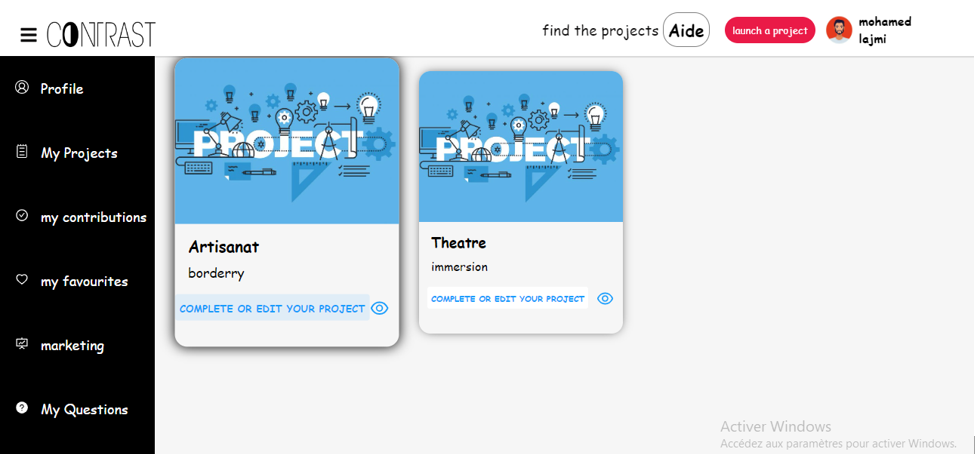 CONTRAST
find the projects Aide launch a project mohamed
lajmi
Profile
My Projects
my contributions
my favourites
marketing
My Questions
PROJECT
Artisanat
borderry
COMPLETE OR EDIT YOUR PROJECT
PROJECT
Theatre
immersion
COMPLETE OR EDIT YOUR PROJECT
Activer Windows
Accédez aux paramètres pour activer Windows.